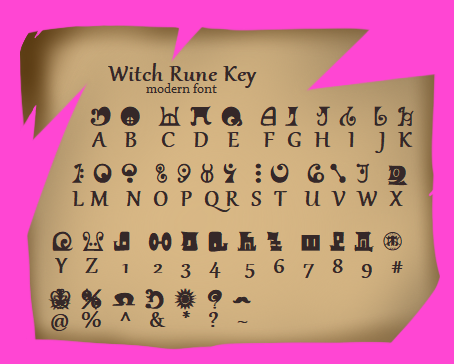 Witch Rune Key
modern font
A B C D E F G H I J K
L M N O P Q R S T U V W X
Y Z 1 2 3 4 5 6 7 8 9 #
@ % ^ & * ? ~